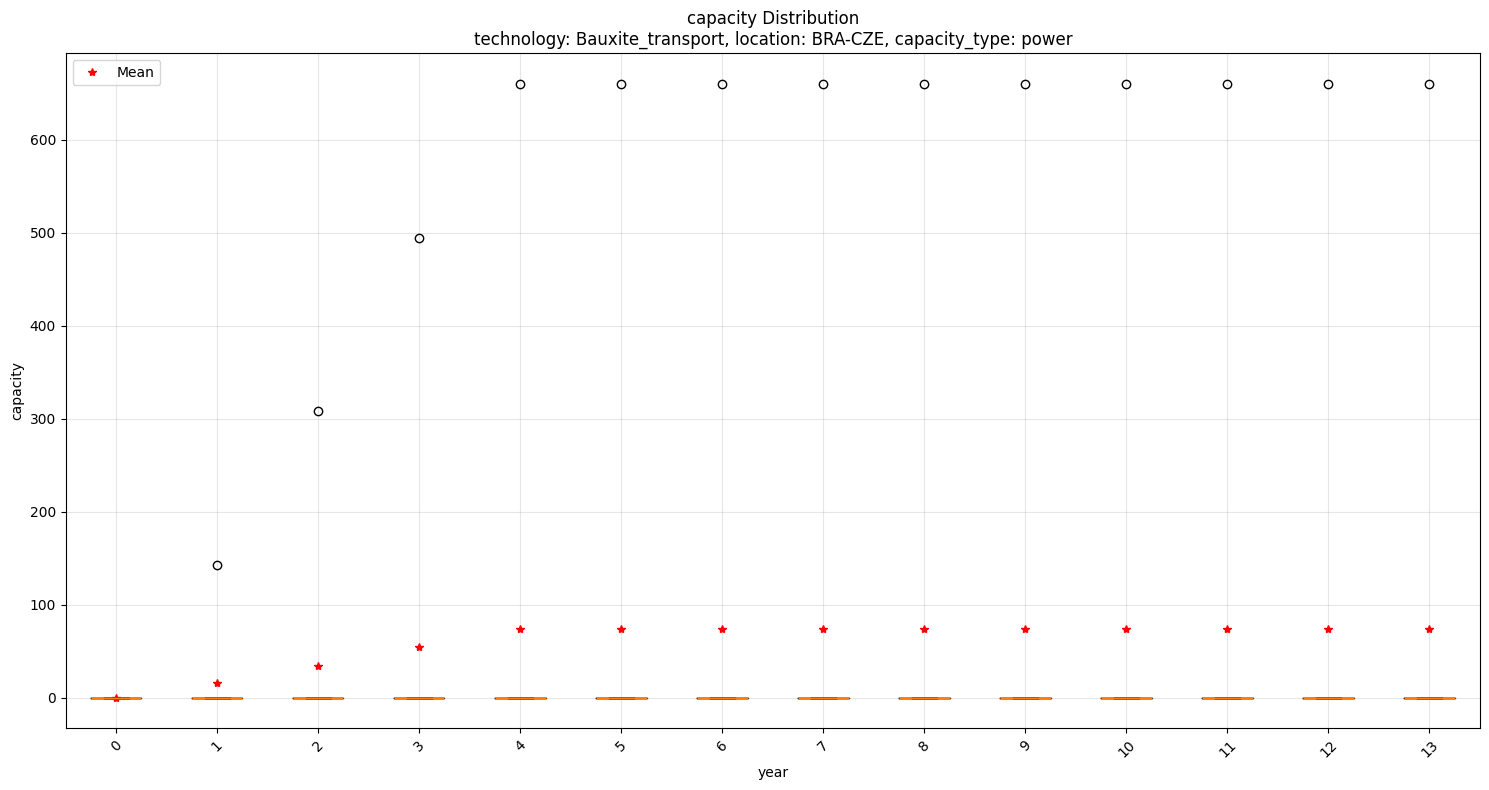 capacity Distribution
technology: Bauxite_transport, location: BRA-CZE, capacity_type: power
Mean
600
500
400
300
200
100
0
capacity
0 1 2 3 4 5 6 7 8 9 10 11 12 13
year